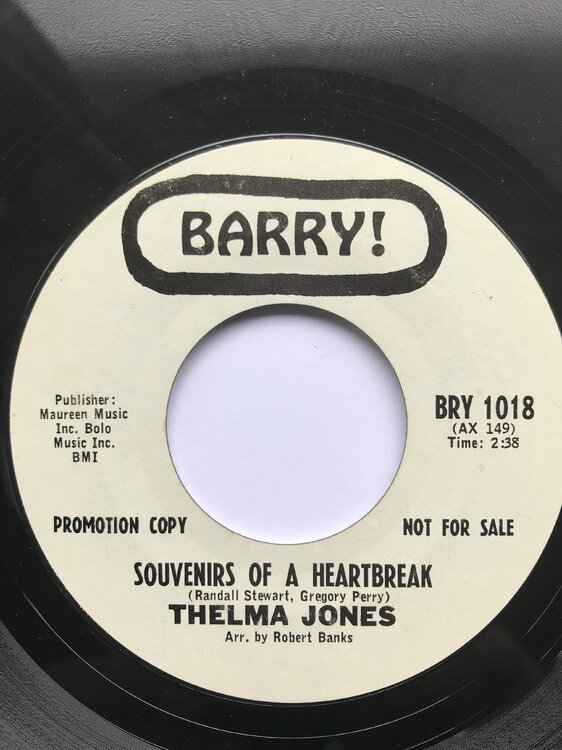 BARRY!
Publisher:
Maureen Music
Inc. Bolo
Music Inc.
BMI
BRY 1018
(AX 149)
Time: 2:38
PROMOTION COPY
NOT FOR SALE
SOUVENIRS OF A HEARTBREAK
(Randall Stewart, Gregory Perry)
THELMA JONES
Arr. by Robert Banks